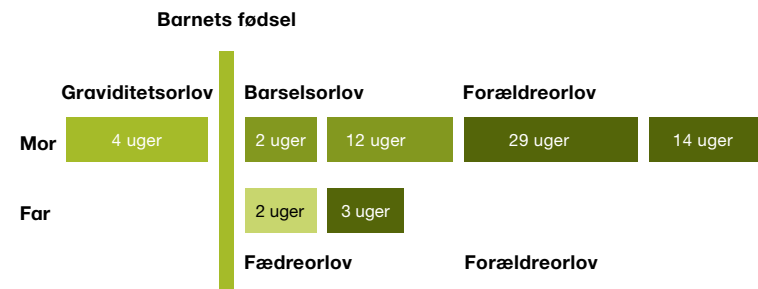 Barnets fødsel
Graviditetsorlov Barselsorlov Forældreorlov
Mor 4 uger 2 uger 12 uger 29 uger 14 uger
Far 2 uger 3 uger
Fædreorlov Forældreorlov